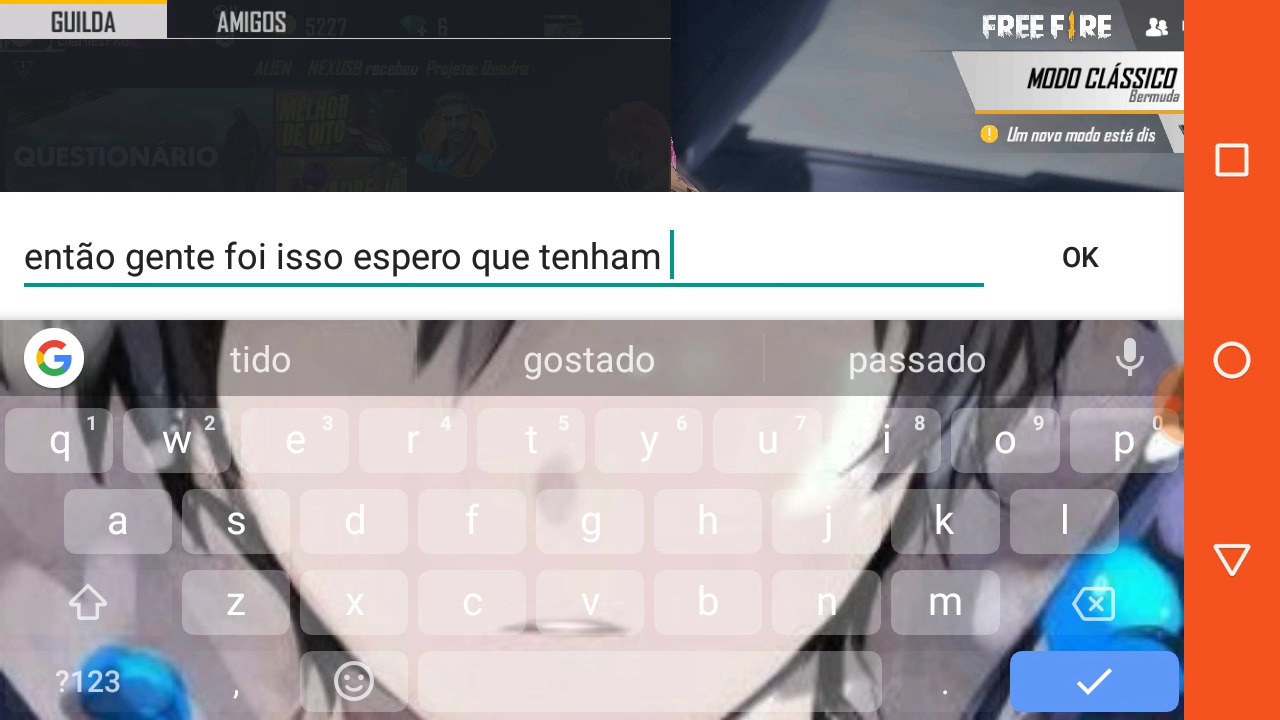 GUILDA
AMIGOS
5227
6
FREE FIRE
ALIEN NEXUS9 recebeu Projeto: Quadra
MODO CLÁSSICO
Bermuda
Um novo modo está dis
MELHOR
DE OITO
QUESTIONÁRIO
então gente foi isso espero que tenham
OK
G
tido
gostado
passado
q 1 w 2 e 3 r 4 t 5 y 6 u 7 i 8 o 9 p 0
a s d f g h j k l
z x c v b n m
?123 , .